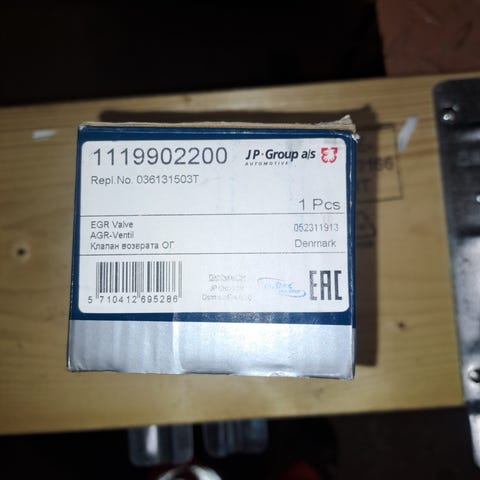 1119902200
JP·Group a/s
AUTOMOTIVE
Repl.No. 036131503T
1 Pcs
EGR Valve
052311913
AGR-Ventil
Denmark
Клапан возврата ОГ
5 710412 695286
EAC